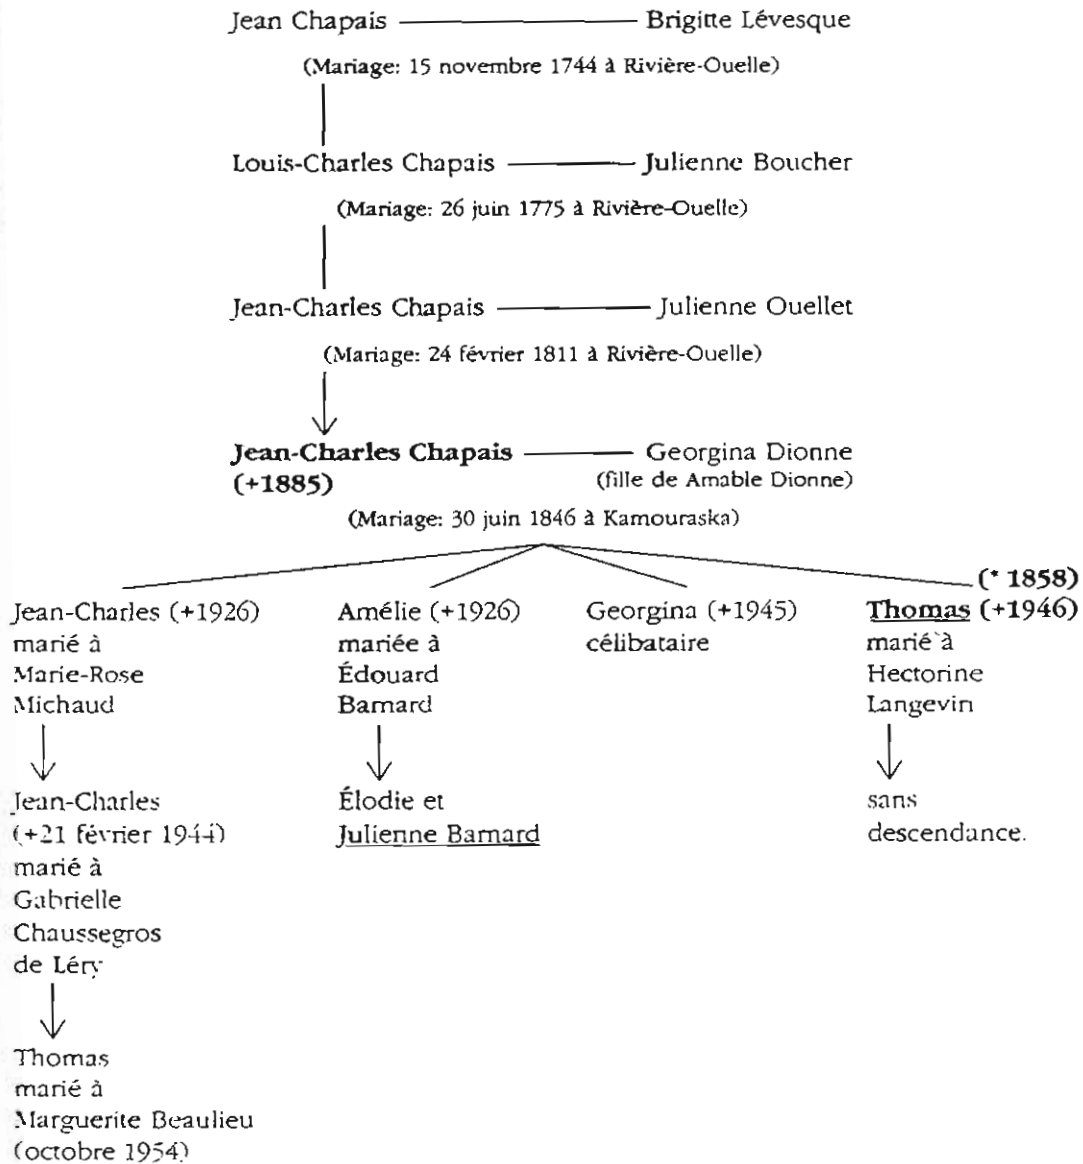 Jean Chapais Brigitte Lévesque
(Mariage: 15 novembre 1744 à Rivière-Ouelle)
Louis-Charles Chapais Julienne Boucher
(Mariage: 26 juin 1775 à Rivière-Ouelle)
Jean-Charles Chapais Julienne Ouellet
(Mariage: 24 février 1811 à Rivière-Ouelle)
Jean-Charles Chapais Georgina Dionne
(+1885) (fille de Amable Dionne)
(Mariage: 30 juin 1846 à Kamouraska)
Jean-Charles (+1926)
marié à
Marie-Rose
Michaud
Jean-Charles
(+21 février 1944)
marié à
Gabrielle
Chaussegros
de Léry
Thomas
marié à
Marguerite Beaulieu
(octobre 1954)
Amélie (+1926)
mariée à
Édouard
Barnard
Élodie et
Julienne Barnard
Georgina (+1945)
célibataire
(* 1858)
Thomas (+1946)
marié à
Hectorine
Langevin
sans
descendance.